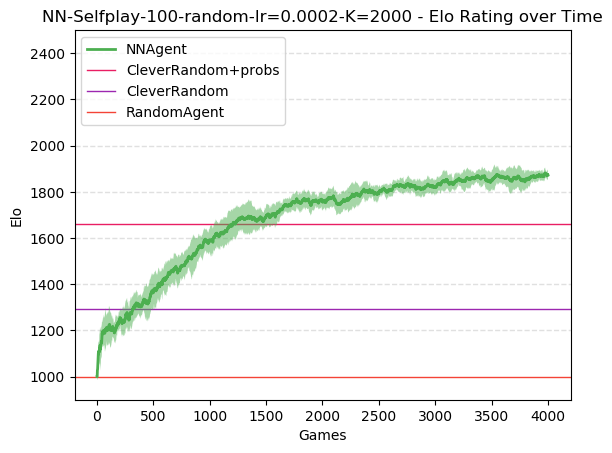 NN-Selfplay-100-random-lr=0.0002-K=2000 - Elo Rating over Time
NNAgent
CleverRandom+probs
CleverRandom
RandomAgent
2400
2200
2000
1800
1600
1400
1200
1000
Elo
0 500 1000 1500 2000 2500 3000 3500 4000
Games